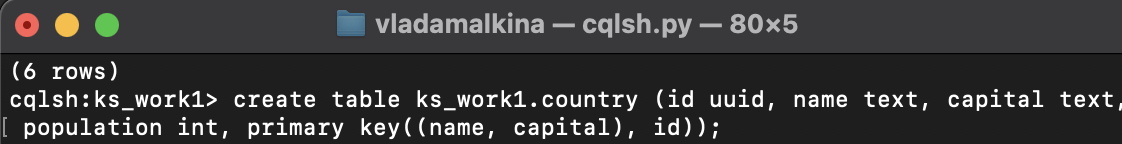 vladamalkina — cqlsh.py — 80×5
(6 rows)
cqlsh:ks_work1> create table ks_work1.country (id uuid, name text, capital text,
[ population int, primary key((name, capital), id));